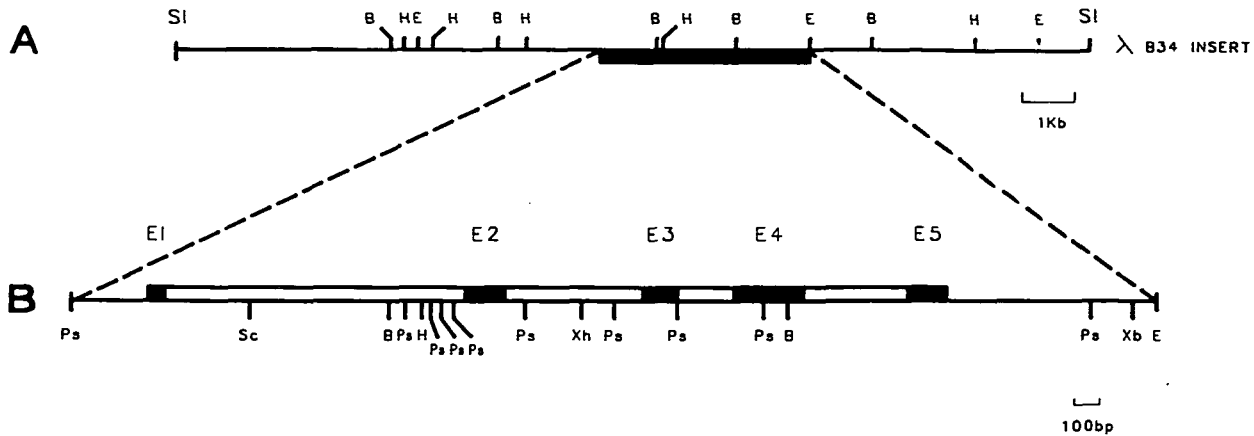 SI B H E H B H B H B E B H E SI
A λ B34 INSERT
1Kb
E1 E2 E3 E4 E5
B
Ps Sc B Ps H Ps Ps Ps Ps Xh Ps Ps Ps B Ps Xb E
100bp